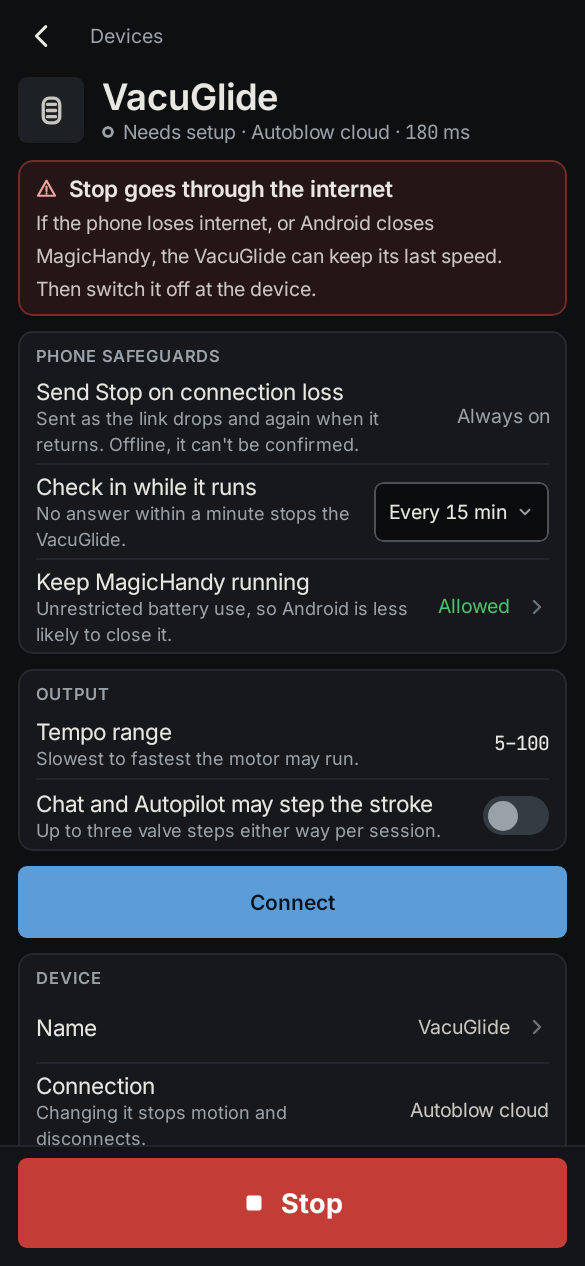 Devices
VacuGlide
Needs setup · Autoblow cloud · 180 ms
Stop goes through the internet
If the phone loses internet, or Android closes
MagicHandy, the VacuGlide can keep its last speed.
Then switch it off at the device.
PHONE SAFEGUARDS
Send Stop on connection loss
Sent as the link drops and again when it
returns. Offline, it can't be confirmed.
Always on
Check in while it runs
No answer within a minute stops the
VacuGlide.
Every 15 min
Keep MagicHandy running
Unrestricted battery use, so Android is less
likely to close it.
Allowed
OUTPUT
Tempo range
Slowest to fastest the motor may run.
5–100
Chat and Autopilot may step the stroke
Up to three valve steps either way per session.
Connect
DEVICE
Name
VacuGlide
Connection
Changing it stops motion and
disconnects.
Autoblow cloud
Stop